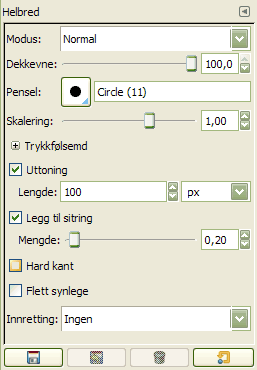 Helbred
Modus: Normal
Dekkevne: 100,0
Pensel: Circle (11)
Skalering: 1,00
Trykkfølsemd
Uttoning
Lengde: 100 px
Legg til sitring
Mengde: 0,20
Hard kant
Flett synlege
Innretting: Ingen